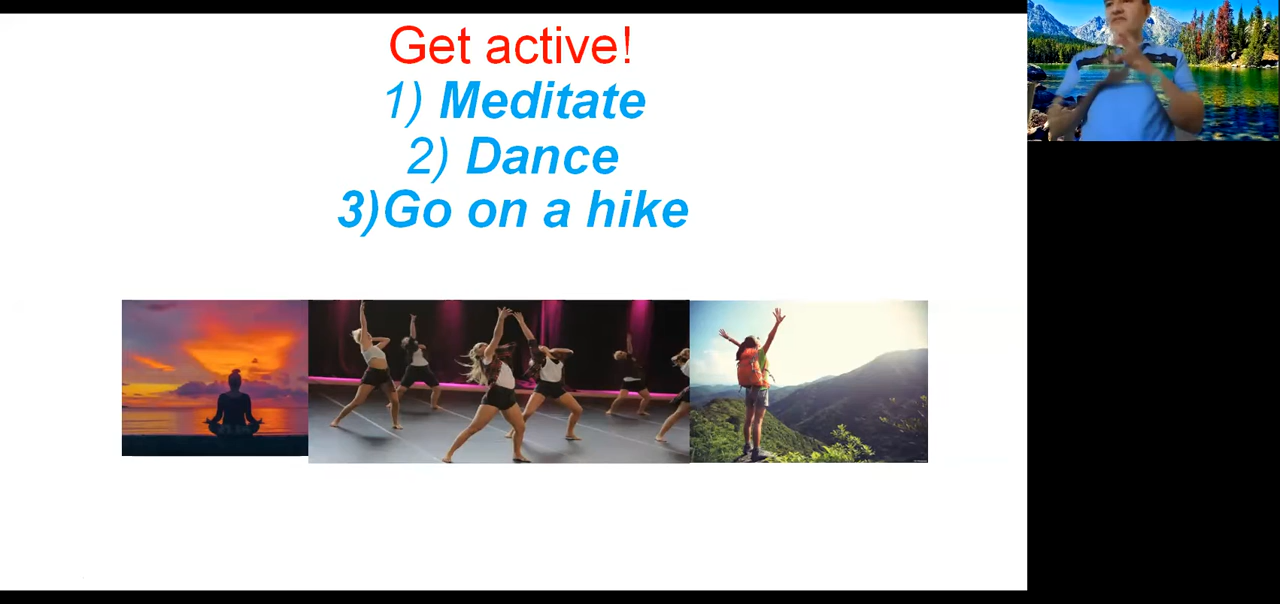 Get active!
1) Meditate
2) Dance
3)Go on a hike